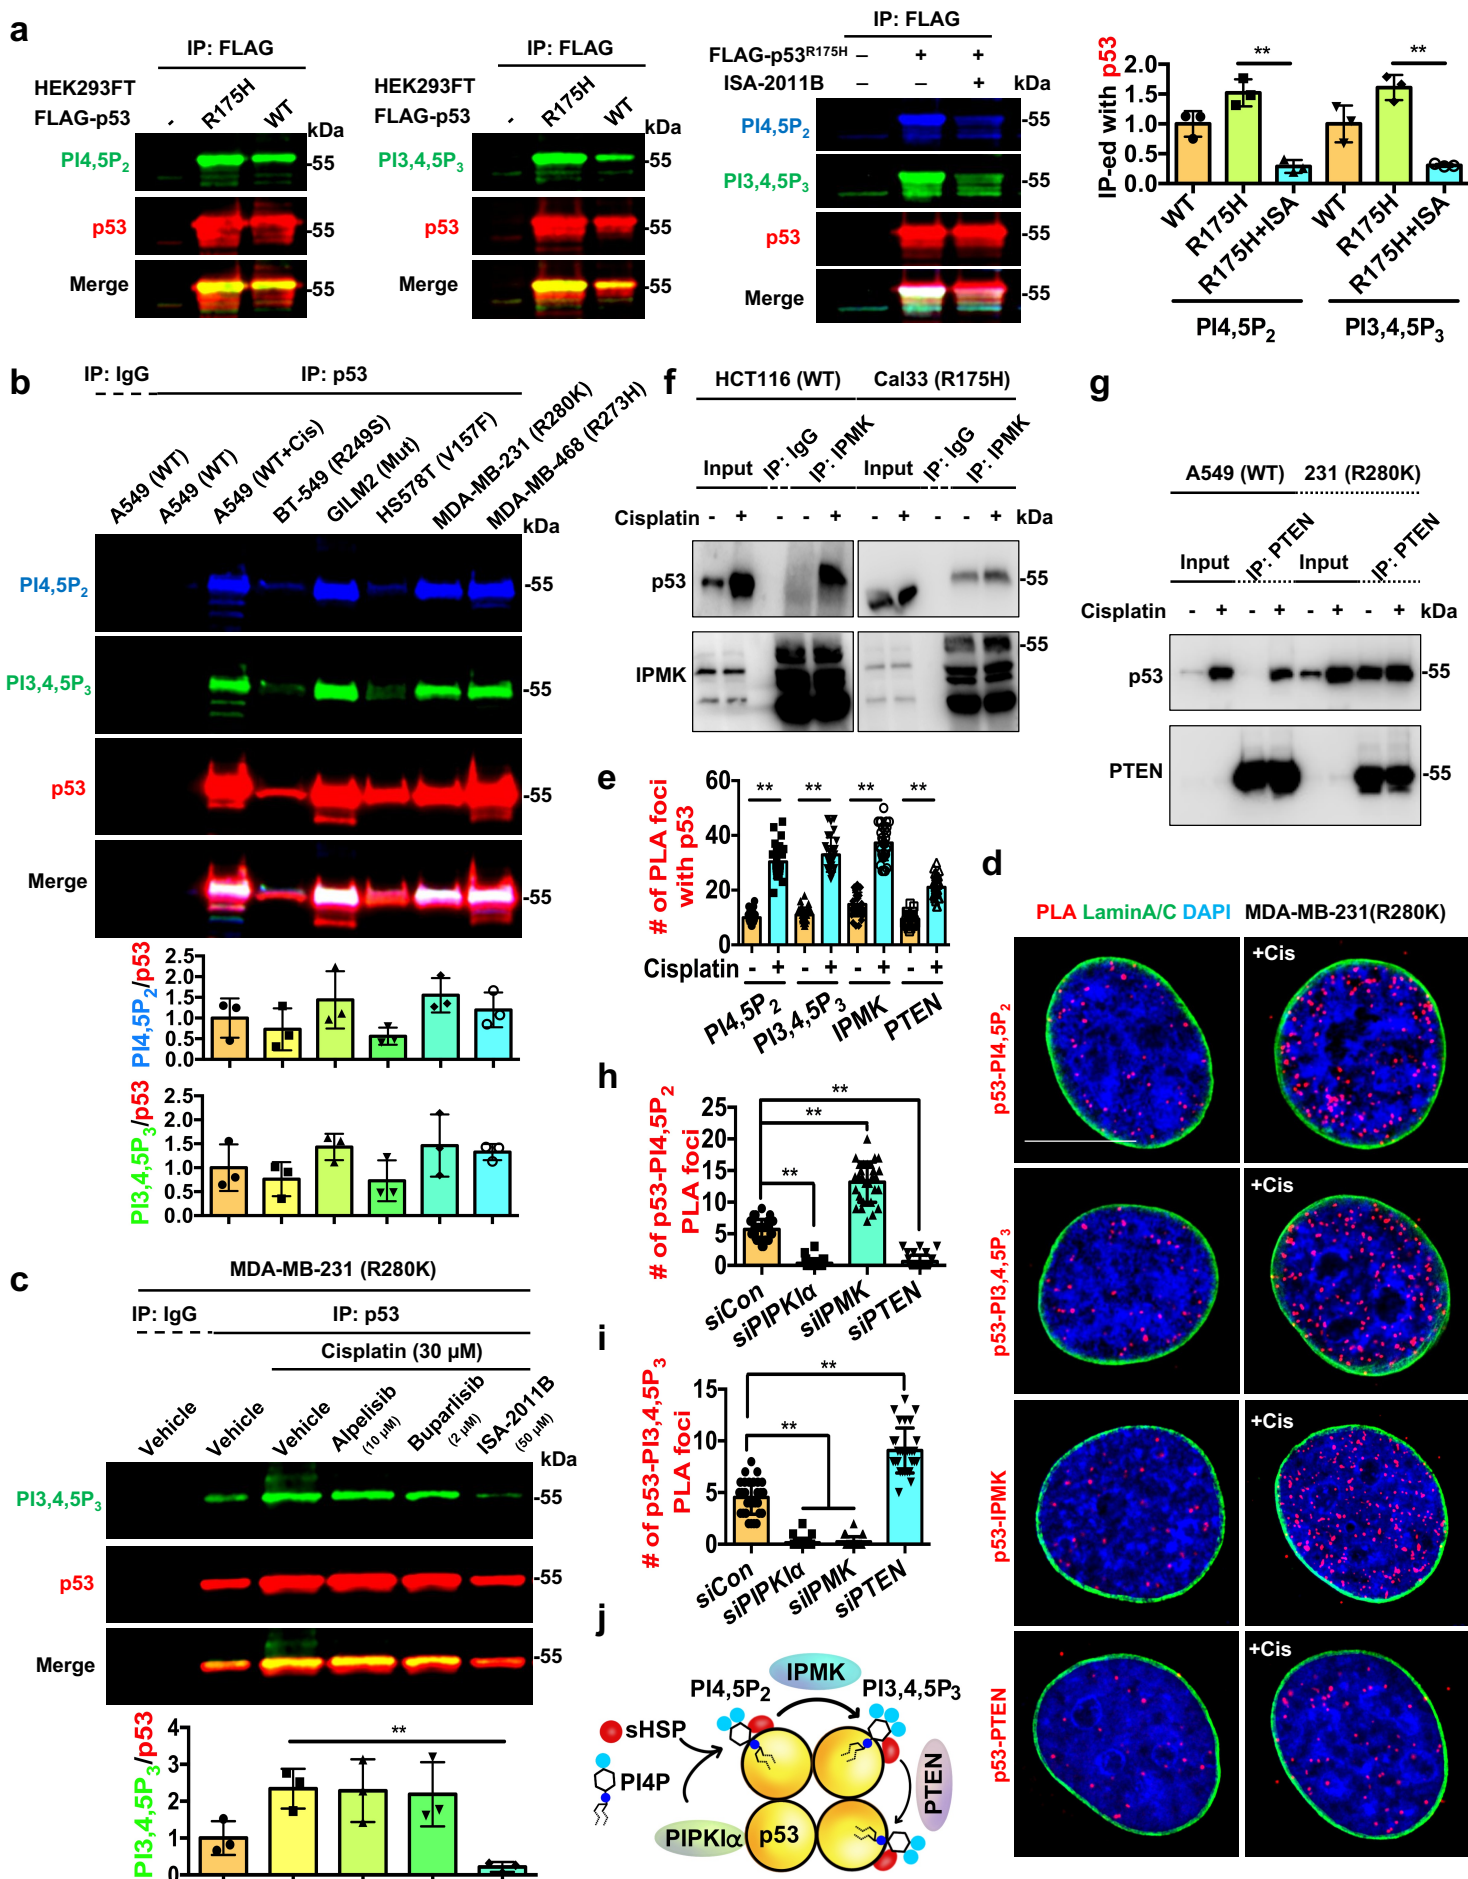 a
IP: FLAG
HEK293FT
FLAG-p53
- R175H WT
kDa
PI4,5P2
-55
p53
-55
Merge
-55
IP: FLAG
HEK293FT
FLAG-p53
- R175H WT
kDa
PI3,4,5P3
-55
p53
-55
Merge
-55
IP: FLAG
FLAG-p53R175H – + +
ISA-2011B – – + kDa
PI4,5P2
-55
PI3,4,5P3
-55
p53
-55
Merge
-55
IP-ed with p53
2.0
1.5
1.0
0.5
0.0
** **
WT R175H R175H+ISA WT R175H R175H+ISA
PI4,5P2 PI3,4,5P3
b
IP: IgG IP: p53
A549 (WT) A549 (WT) A549 (WT+Cis) BT-549 (R249S) GILM2 (Mut) HS578T (V157F) MDA-MB-231 (R280K) MDA-MB-468 (R273H)
kDa
PI4,5P2
-55
PI3,4,5P3
-55
p53
-55
Merge
-55
PI4,5P2/p53
2.5
2.0
1.5
1.0
0.5
0.0
PI3,4,5P3/p53
2.5
2.0
1.5
1.0
0.5
0.0
c
MDA-MB-231 (R280K)
IP: IgG IP: p53
Cisplatin (30 µM)
Vehicle Vehicle Vehicle Alpelisib (10 µM) Buparlisib (2 µM) ISA-2011B (50 µM)
kDa
PI3,4,5P3
-55
p53
-55
Merge
-55
PI3,4,5P3/p53
4
3
2
1
0
**
f
HCT116 (WT) Cal33 (R175H)
Input IP: IgG IP: IPMK Input IP: IgG IP: IPMK
Cisplatin - + - - + - + - - + kDa
p53
-55
IPMK
-55
g
A549 (WT) 231 (R280K)
Input IP: PTEN Input IP: PTEN
Cisplatin - + - + - + - + kDa
p53
-55
PTEN
-55
e
# of PLA foci
with p53
60
40
20
0
** ** ** **
Cisplatin - + - + - + - +
PI4,5P2 PI3,4,5P3 IPMK PTEN
h
# of p53-PI4,5P2
PLA foci
25
20
15
10
5
0
**
**
**
siCon siPIPKIα siIPMK siPTEN
i
# of p53-PI3,4,5P3
PLA foci
15
10
5
0
**
**
siCon siPIPKIα siIPMK siPTEN
j
IPMK
PI4,5P2
PI3,4,5P3
sHSP
PI4P
PTEN
PIPKIα
p53
d
PLA LaminA/C DAPI MDA-MB-231(R280K)
p53-PI4,5P2
+Cis
p53-PI3,4,5P3
+Cis
p53-IPMK
+Cis
p53-PTEN
+Cis